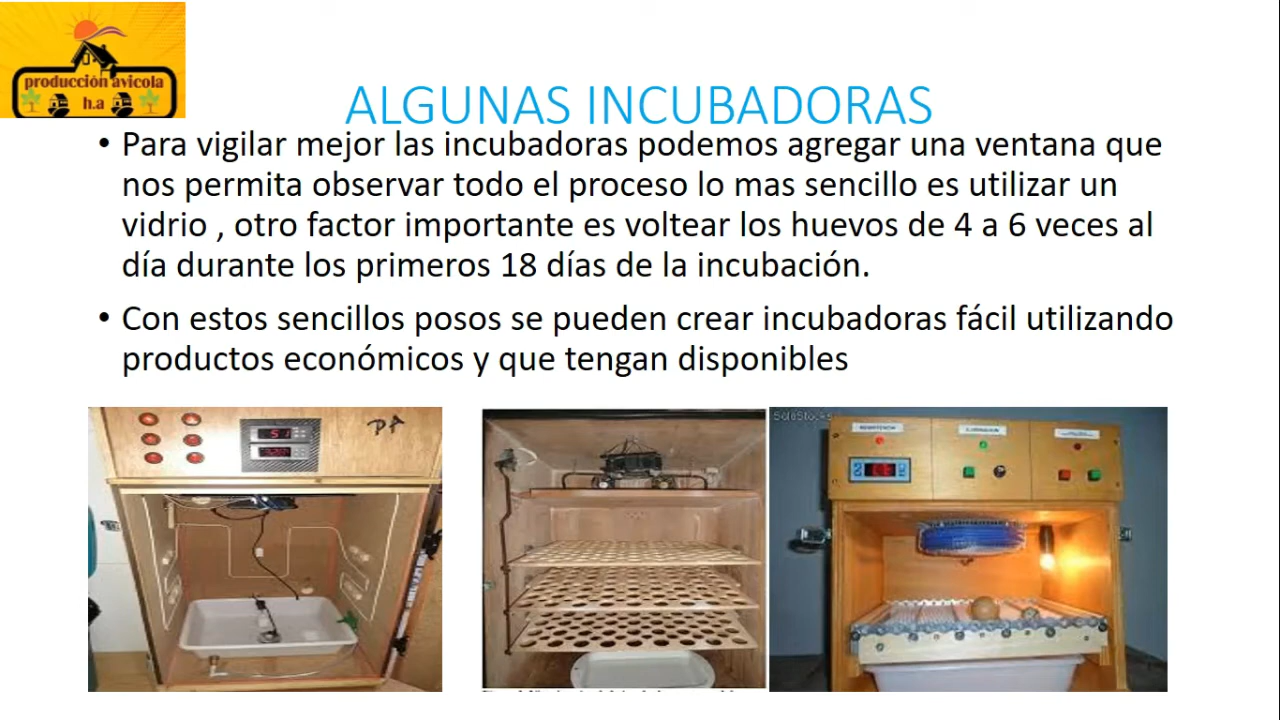 producción avicola
h.a
ALGUNAS INCUBADORAS
• Para vigilar mejor las incubadoras podemos agregar una ventana que
nos permita observar todo el proceso lo mas sencillo es utilizar un
vidrio , otro factor importante es voltear los huevos de 4 a 6 veces al
día durante los primeros 18 días de la incubación.
• Con estos sencillos posos se pueden crear incubadoras fácil utilizando
productos económicos y que tengan disponibles
PA
51